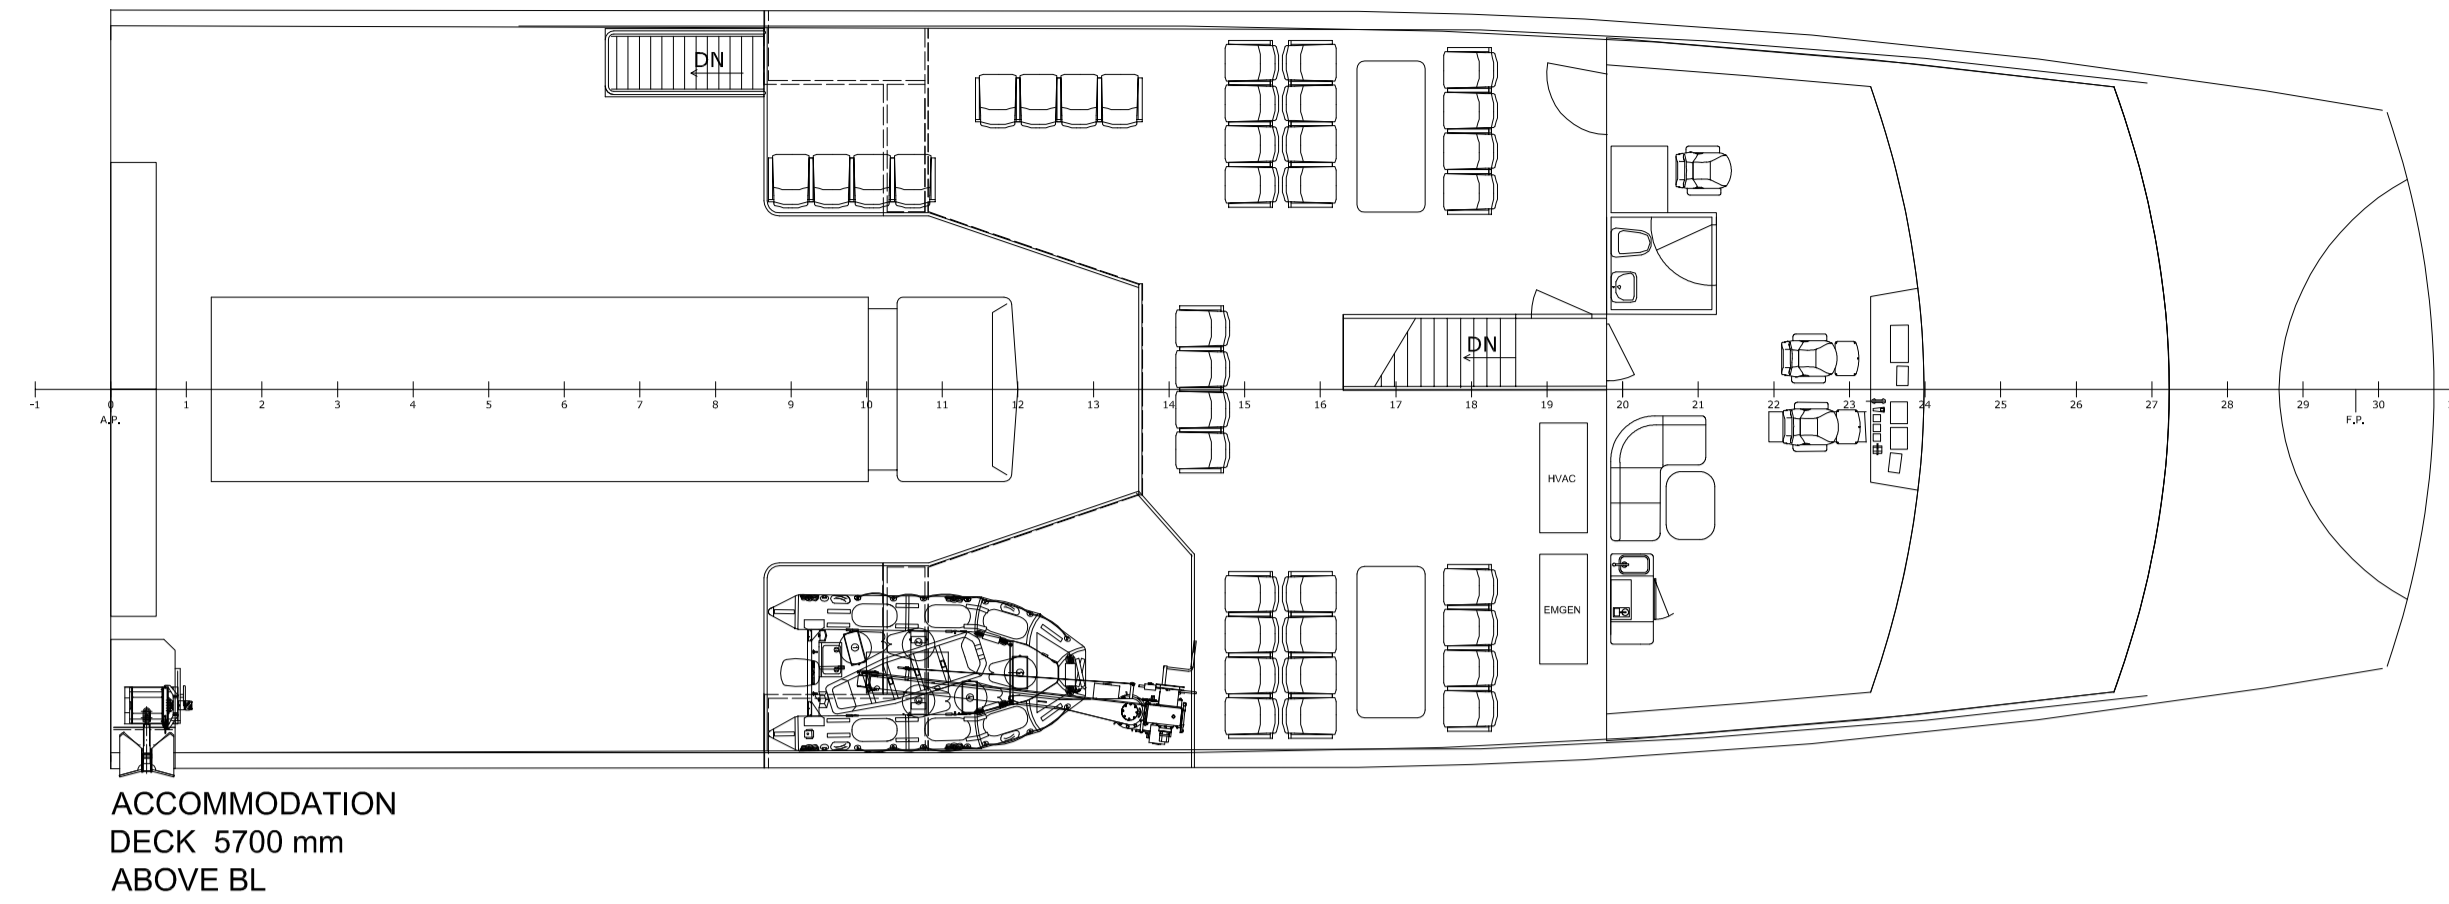 DN
DN
-1 0 1 2 3 4 5 6 7 8 9 10 11 12 13 14 15 16 17 18 19 20 21 22 23 24 25 26 27 28 29 30
A.P.
F.P.
HVAC
EMGEN
ACCOMMODATION
DECK 5700 mm
ABOVE BL